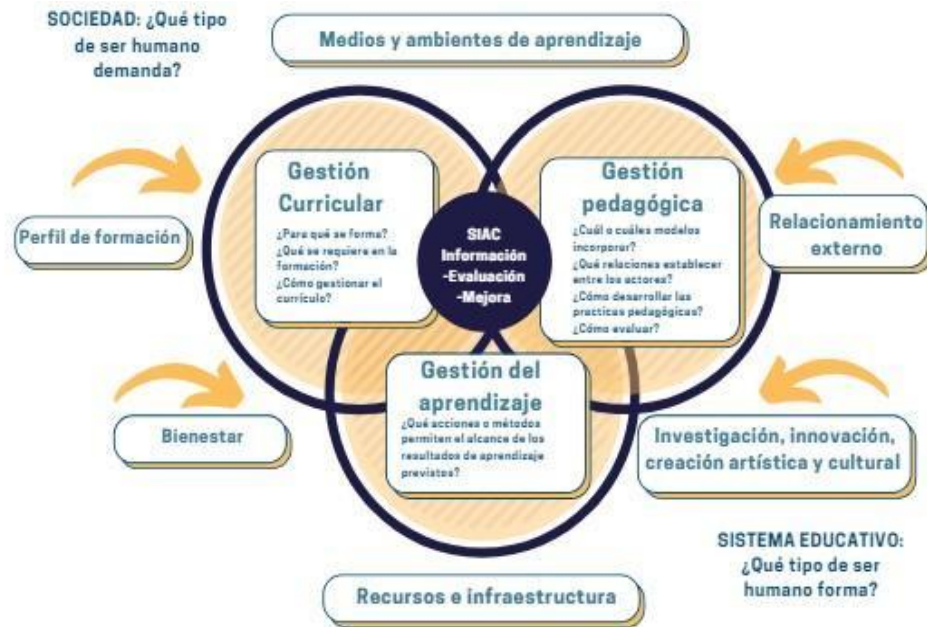 SOCIEDAD: ¿Qué tipo
de ser humano
demanda?
Medios y ambientes de aprendizaje
Gestión
Curricular
¿Para qué se forma?
¿Qué se requiere en la
formación?
¿Cómo gestionar el
currículo?
SIAC
Información
-Evaluación
-Mejora
Gestión
pedagógica
¿Cuál o cuáles modelos
incorporar?
¿Qué relaciones establecer
entre los actores?
¿Cómo desarrollar las
practicas pedagógicas?
¿Cómo evaluar?
Perfil de formación
Relacionamiento
externo
Gestión del
aprendizaje
¿Qué acciones o métodos
permiten el alcance de los
resultados de aprendizaje
previstos?
Bienestar
Investigación, innovación,
creación artística y cultural
SISTEMA EDUCATIVO:
¿Qué tipo de ser
humano forma?
Recursos e infraestructura